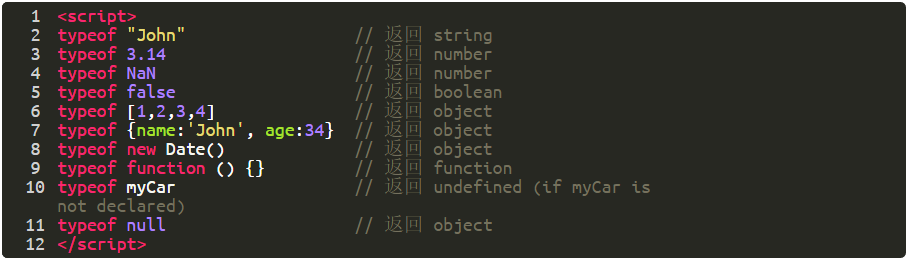 1 <script>
2 typeof "John" // 返回 string
3 typeof 3.14 // 返回 number
4 typeof NaN // 返回 number
5 typeof false // 返回 boolean
6 typeof [1,2,3,4] // 返回 object
7 typeof {name:'John', age:34} // 返回 object
8 typeof new Date() // 返回 object
9 typeof function () {} // 返回 function
10 typeof myCar // 返回 undefined (if myCar is
not declared)
11 typeof null // 返回 object
12 </script>